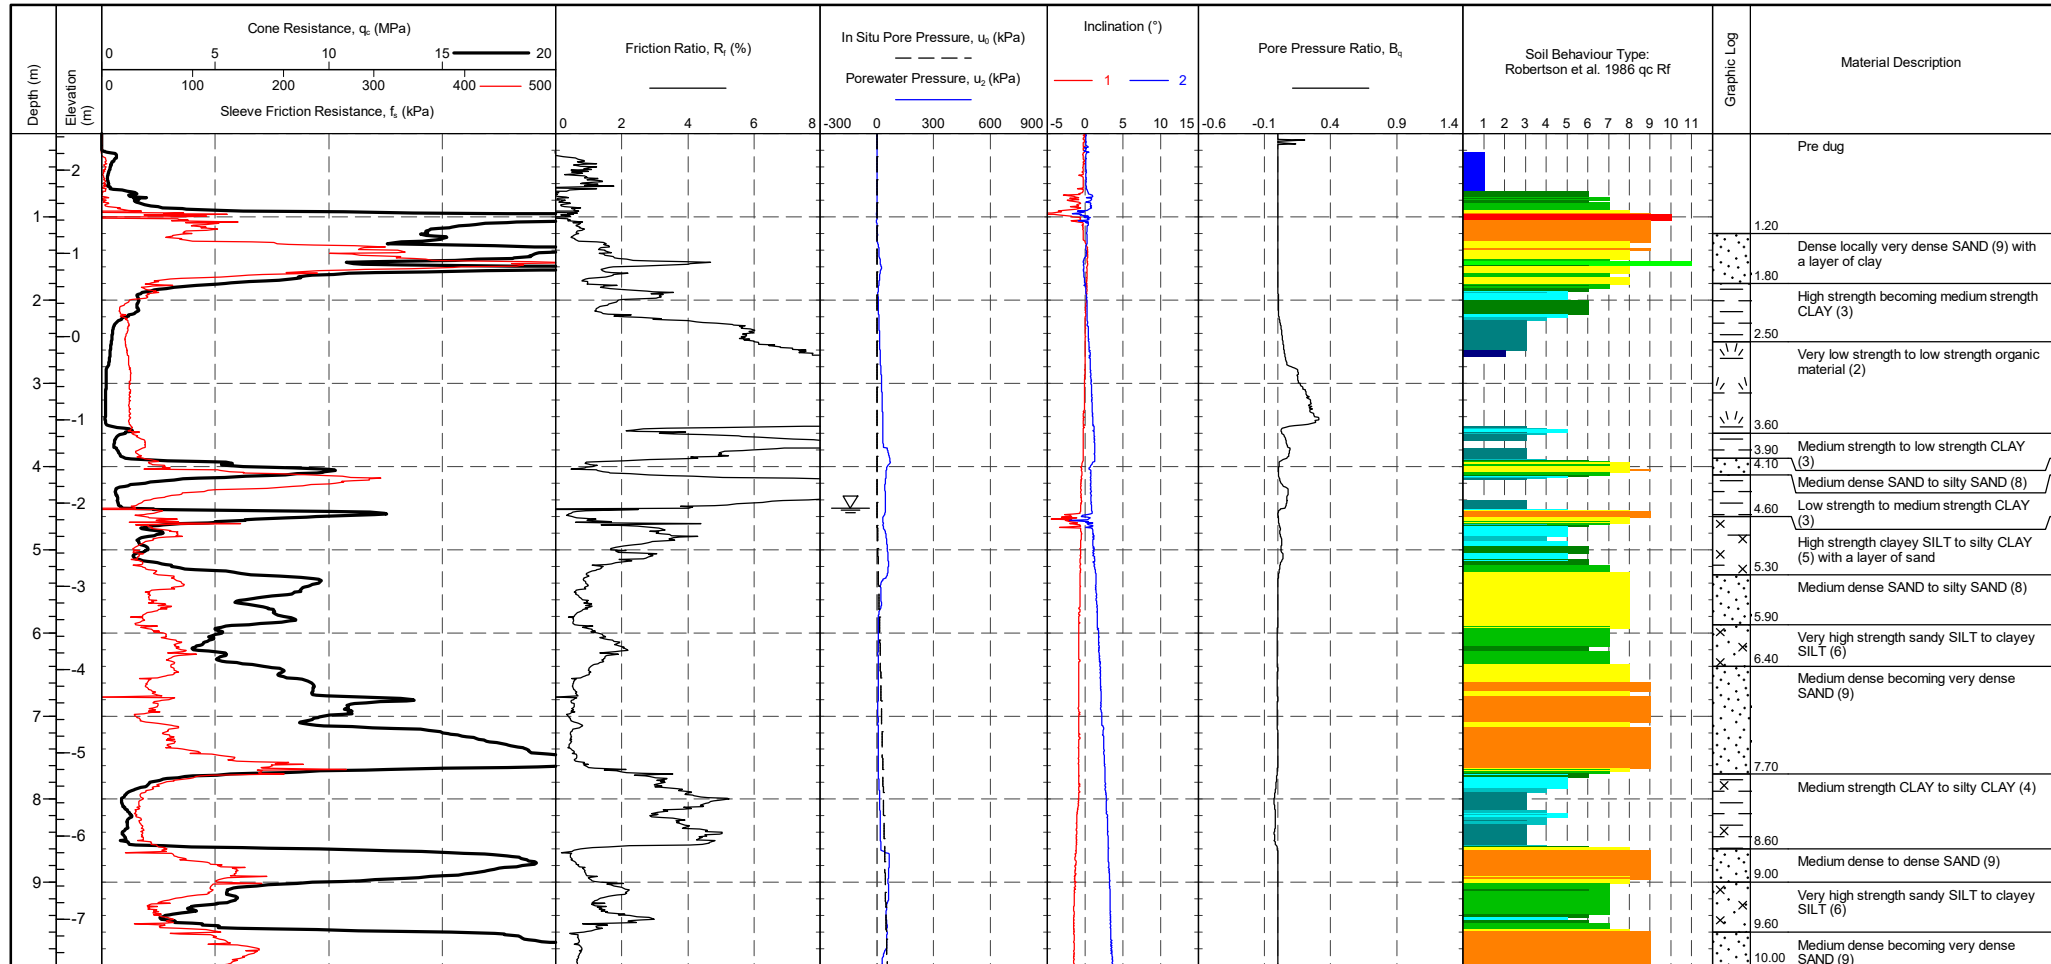 Depth (m)
Elevation (m)
Cone Resistance, qc (MPa)
0 5 10 15 20
0 100 200 300 400 500
Sleeve Friction Resistance, fs (kPa)
Friction Ratio, Rf (%)
0 2 4 6 8
In Situ Pore Pressure, u0 (kPa)
Porewater Pressure, u2 (kPa)
-300 0 300 600 900
Inclination (°)
1 2
-5 0 5 10 15
Pore Pressure Ratio, Bq
-0.6 -0.1 0.4 0.9 1.4
Soil Behaviour Type:
Robertson et al. 1986 qc Rf
1 2 3 4 5 6 7 8 9 10 11
Graphic Log
Material Description
1
2
3
4
5
6
7
8
9
2
1
0
-1
-2
-3
-4
-5
-6
-7
Pre dug
1.20
Dense locally very dense SAND (9) with
a layer of clay
1.80
High strength becoming medium strength
CLAY (3)
2.50
Very low strength to low strength organic
material (2)
3.60
Medium strength to low strength CLAY
(3)
3.90
Medium dense SAND to silty SAND (8)
4.10
Low strength to medium strength CLAY
(3)
4.60
High strength clayey SILT to silty CLAY
(5) with a layer of sand
5.30
Medium dense SAND to silty SAND (8)
5.90
Very high strength sandy SILT to clayey
SILT (6)
6.40
Medium dense becoming very dense
SAND (9)
7.70
Medium strength CLAY to silty CLAY (4)
8.60
Medium dense to dense SAND (9)
9.00
Very high strength sandy SILT to clayey
SILT (6)
9.60
Medium dense becoming very dense
SAND (9)
10.00